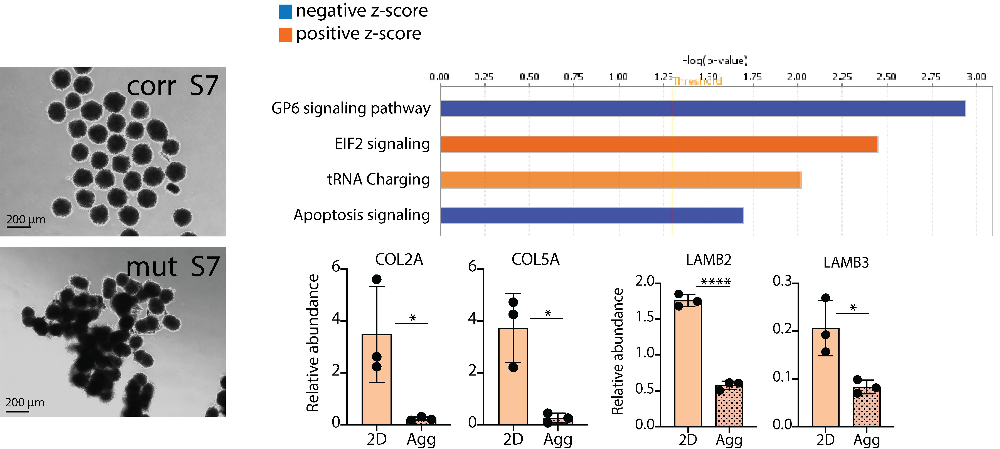 negative z-score
positive z-score
corr S7
200 µm
mut S7
200 µm
-log(p-value)
0.00 0.25 0.50 0.75 1.00 1.25 1.50 1.75 2.00 2.25 2.50 2.75 3.00
Threshold
GP6 signaling pathway
EIF2 signaling
tRNA Charging
Apoptosis signaling
COL2A
Relative abundance
6
4
2
0
*
2D Agg
COL5A
6
4
2
0
*
2D Agg
LAMB2
Relative abundance
2.0
1.5
1.0
0.5
0.0
****
2D Agg
LAMB3
0.3
0.2
0.1
0.0
*
2D Agg